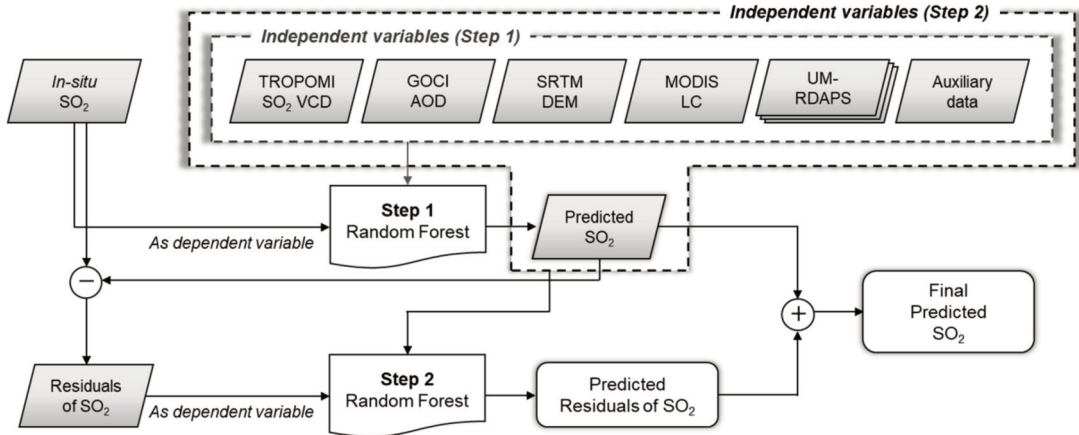 Independent variables (Step 2)
Independent variables (Step 1)
In-situ
SO₂
TROPOMI
SO₂ VCD
GOCI
AOD
SRTM
DEM
MODIS
LC
UM-
RDAPS
Auxiliary
data
Step 1
Random Forest
As dependent variable
Predicted
SO₂
−
+
Final
Predicted
SO₂
Residuals
of SO₂
As dependent variable
Step 2
Random Forest
Predicted
Residuals of SO₂